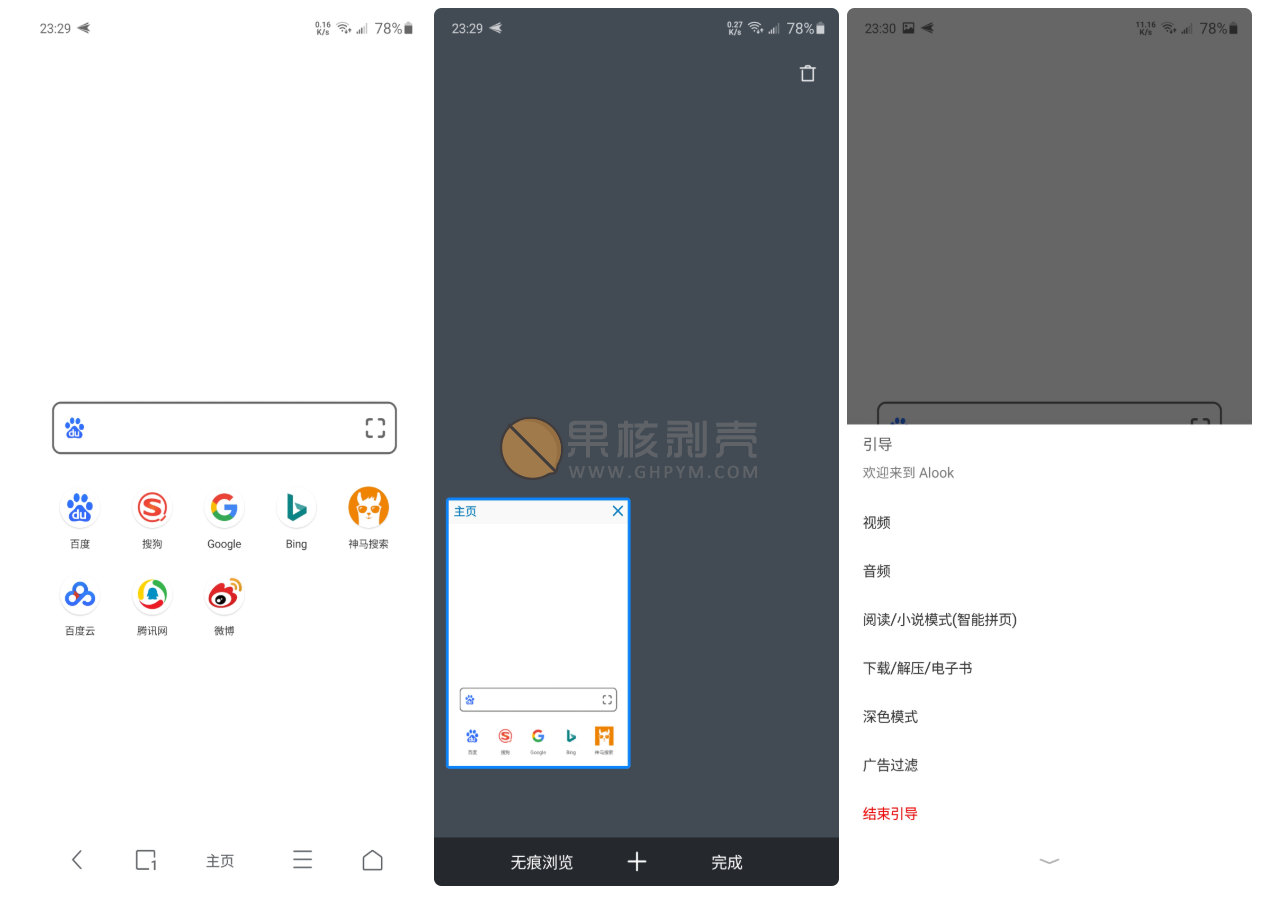 23:29
0.16
K/s
78%
du
百度
搜狗
Google
Bing
神马搜索
百度云
腾讯网
微博
1
主页
23:29
0.27
K/s
78%
果核剥壳
WWW.GHPYM.COM
主页
百度
搜狗
Google
Bing
神马搜索
无痕浏览
完成
23:30
11.16
K/s
78%
引导
欢迎来到 Alook
视频
音频
阅读/小说模式(智能拼页)
下载/解压/电子书
深色模式
广告过滤
结束引导